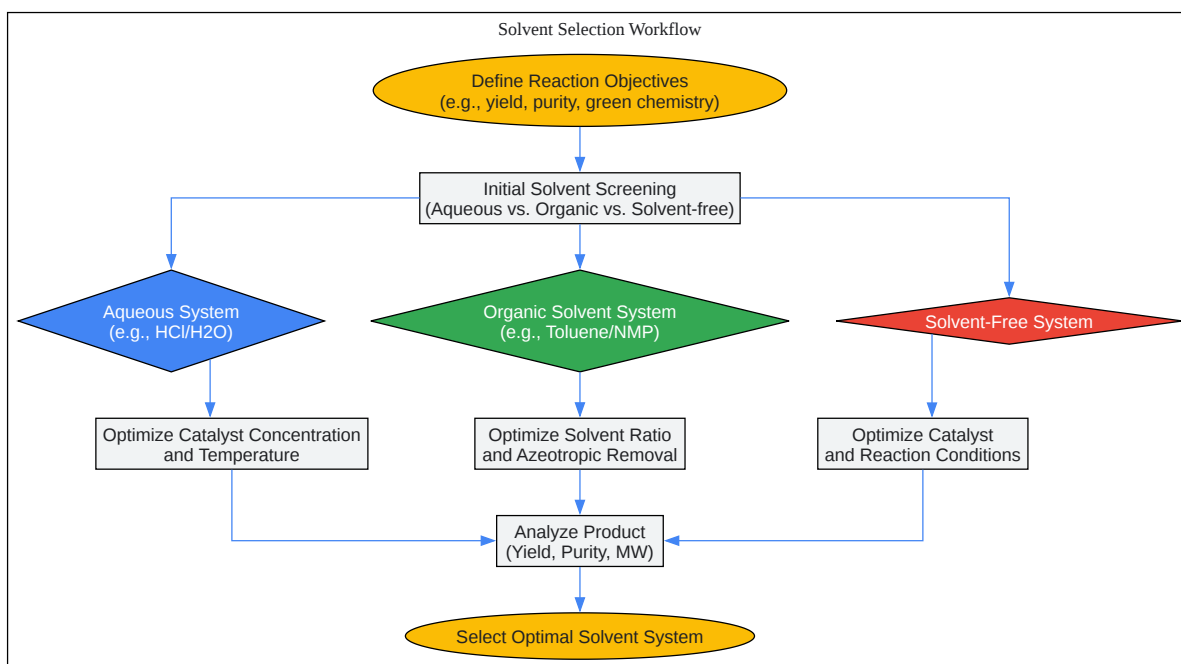 Solvent Selection Workflow
Define Reaction Objectives
(e.g., yield, purity, green chemistry)
Initial Solvent Screening
(Aqueous vs. Organic vs. Solvent-free)
Aqueous System
(e.g., HCl/H2O)
Organic Solvent System
(e.g., Toluene/NMP)
Solvent-Free System
Optimize Catalyst Concentration
and Temperature
Optimize Solvent Ratio
and Azeotropic Removal
Optimize Catalyst
and Reaction Conditions
Analyze Product
(Yield, Purity, MW)
Select Optimal Solvent System